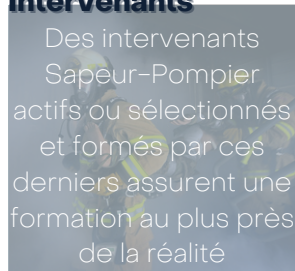 Intervenants
Des intervenants
Sapeur-Pompier
actifs ou sélectionnés
et formés par ces
derniers assurent une
formation au plus près
de la réalité